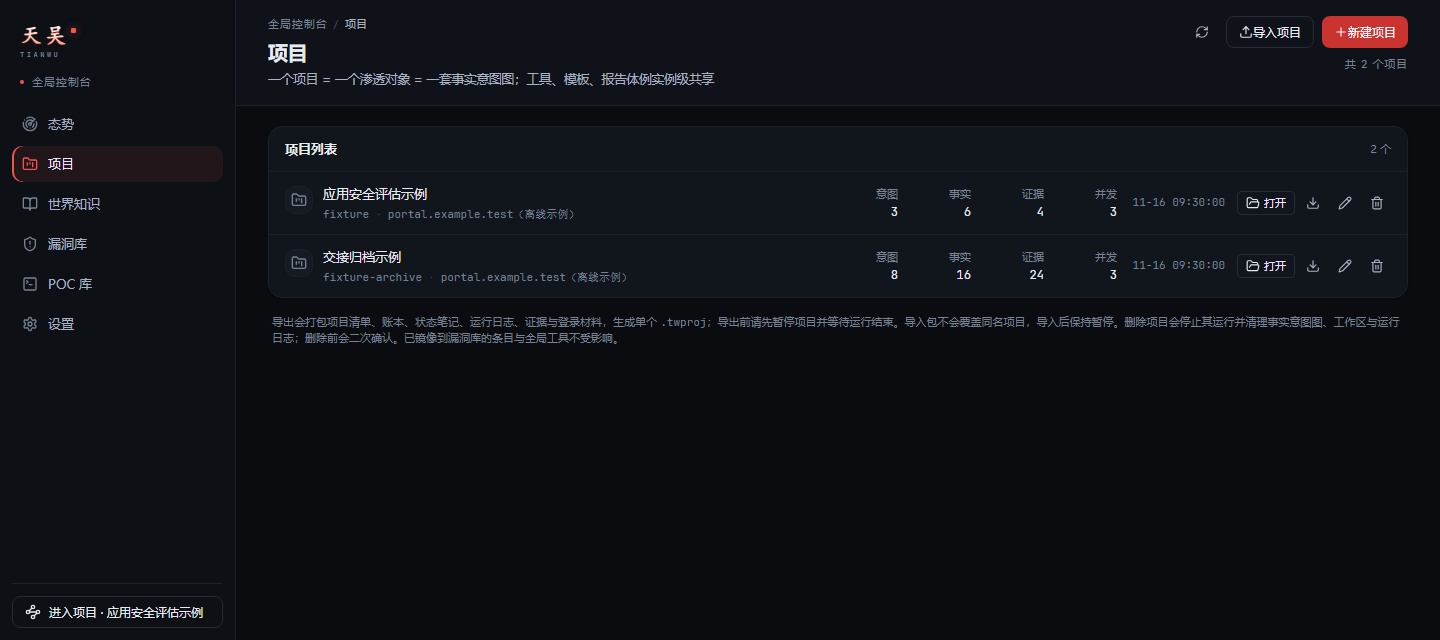 天吴
TIANWU
全局控制台
态势
项目
世界知识
漏洞库
POC 库
设置
进入项目 · 应用安全评估示例
全局控制台 / 项目
项目
一个项目 = 一个渗透对象 = 一套事实意图图；工具、模板、报告体例实例级共享
导入项目
新建项目
共 2 个项目
项目列表
2 个
应用安全评估示例
fixture · portal.example.test（离线示例）
意图 事实 证据 并发
3 6 4 3
11-16 09:30:00
打开
交接归档示例
fixture-archive · portal.example.test（离线示例）
意图 事实 证据 并发
8 16 24 3
11-16 09:30:00
打开
导出会打包项目清单、账本、状态笔记、运行日志、证据与登录材料，生成单个 .twproj；导出前请先暂停项目并等待运行结束。导入包不会覆盖同名项目，导入后保持暂停。删除项目会停止其运行并清理事实意图图、工作区与运行
日志；删除前会二次确认。已镜像到漏洞库的条目与全局工具不受影响。